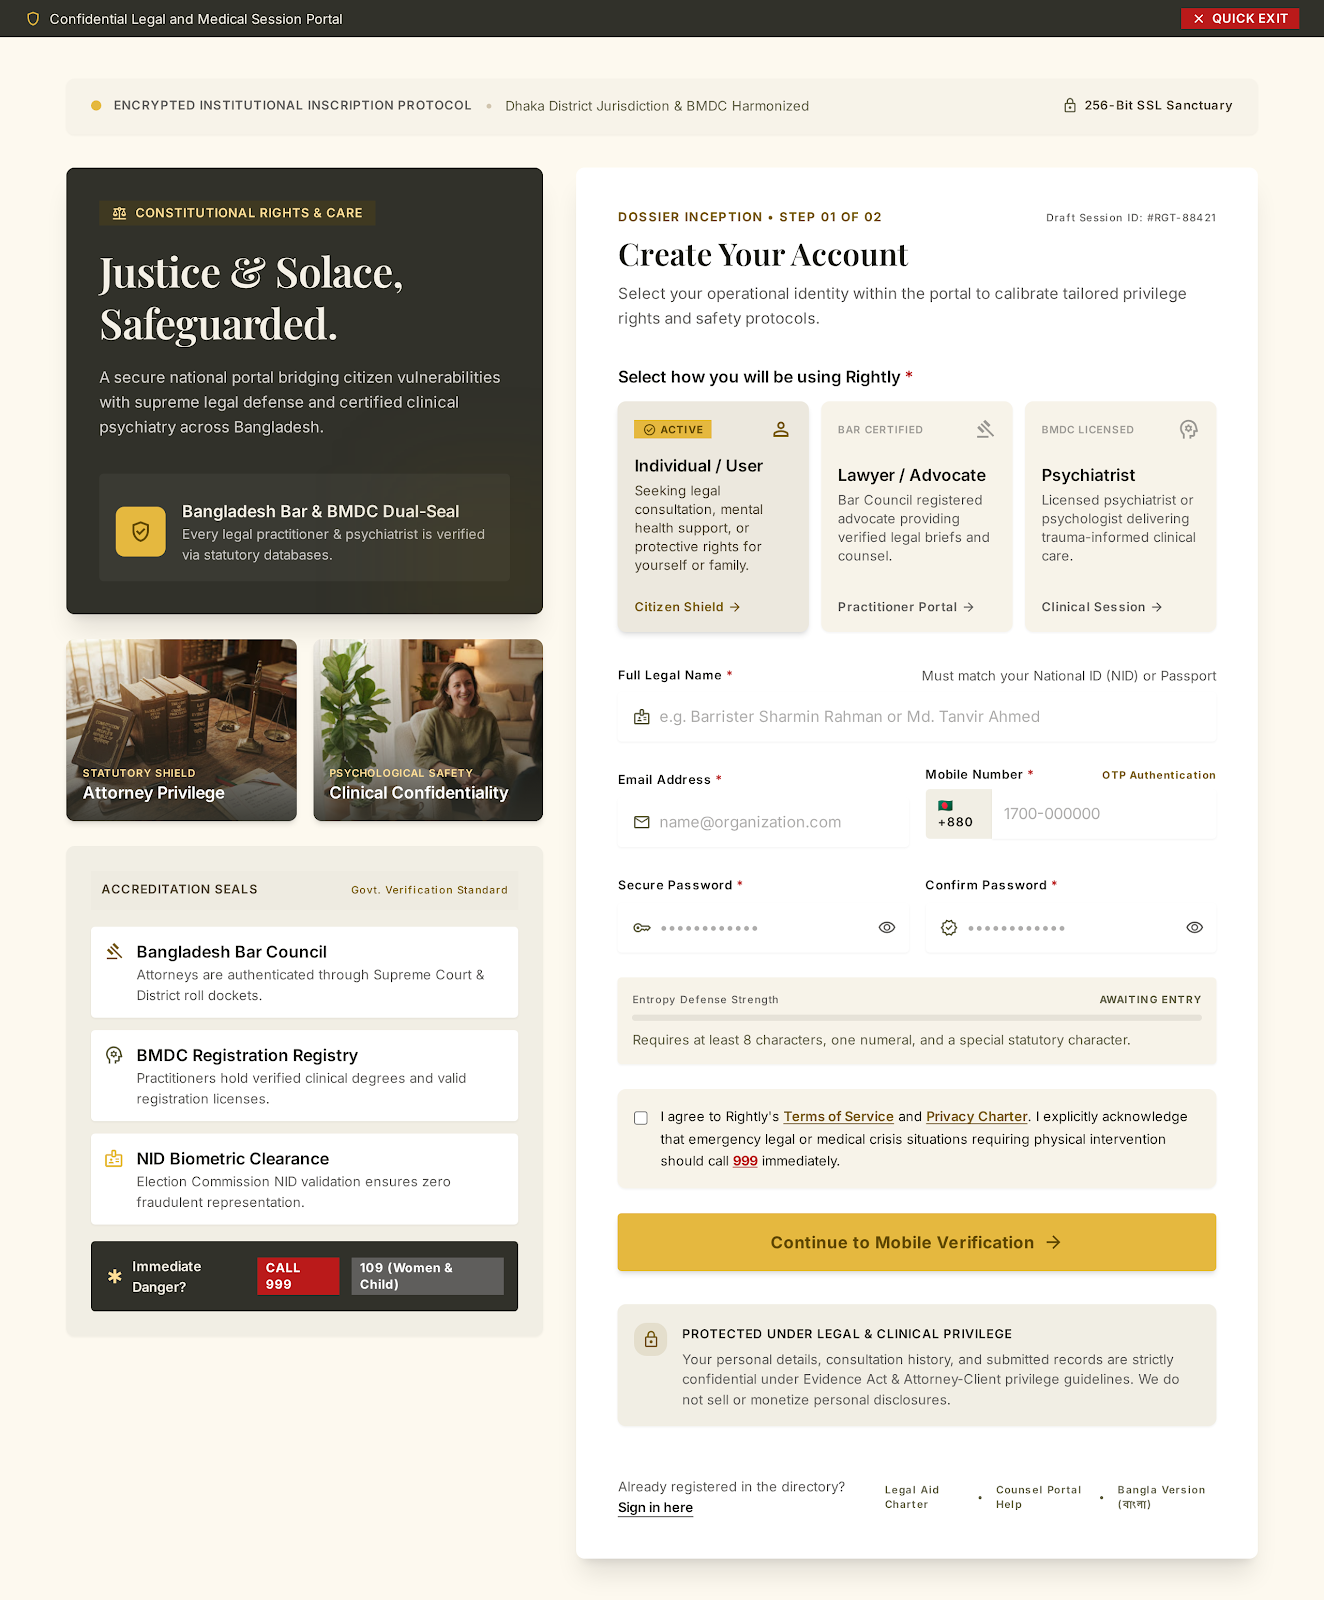 Confidential Legal and Medical Session Portal
QUICK EXIT
ENCRYPTED INSTITUTIONAL INSCRIPTION PROTOCOL • Dhaka District Jurisdiction & BMDC Harmonized
256-Bit SSL Sanctuary
CONSTITUTIONAL RIGHTS & CARE
Justice & Solace,
Safeguarded.
A secure national portal bridging citizen vulnerabilities
with supreme legal defense and certified clinical
psychiatry across Bangladesh.
Bangladesh Bar & BMDC Dual-Seal
Every legal practitioner & psychiatrist is verified
via statutory databases.
STATUTORY SHIELD
Attorney Privilege
PSYCHOLOGICAL SAFETY
Clinical Confidentiality
ACCREDITATION SEALS
Govt. Verification Standard
Bangladesh Bar Council
Attorneys are authenticated through Supreme Court &
District roll dockets.
BMDC Registration Registry
Practitioners hold verified clinical degrees and valid
registration licenses.
NID Biometric Clearance
Election Commission NID validation ensures zero
fraudulent representation.
Immediate
Danger?
CALL
999
109 (Women &
Child)
DOSSIER INCEPTION • STEP 01 OF 02
Draft Session ID: #RGT-88421
Create Your Account
Select your operational identity within the portal to calibrate tailored privilege
rights and safety protocols.
Select how you will be using Rightly *
ACTIVE
Individual / User
Seeking legal
consultation, mental
health support, or
protective rights for
yourself or family.
Citizen Shield →
BAR CERTIFIED
Lawyer / Advocate
Bar Council registered
advocate providing
verified legal briefs and
counsel.
Practitioner Portal →
BMDC LICENSED
Psychiatrist
Licensed psychiatrist or
psychologist delivering
trauma-informed clinical
care.
Clinical Session →
Full Legal Name *
Must match your National ID (NID) or Passport
e.g. Barrister Sharmin Rahman or Md. Tanvir Ahmed
Email Address *
name@organization.com
Mobile Number *
OTP Authentication
🇧🇩
+880
1700-000000
Secure Password *
••••••••••••
Confirm Password *
••••••••••••
Entropy Defense Strength
AWAITING ENTRY
Requires at least 8 characters, one numeral, and a special statutory character.
I agree to Rightly's Terms of Service and Privacy Charter. I explicitly acknowledge
that emergency legal or medical crisis situations requiring physical intervention
should call 999 immediately.
Continue to Mobile Verification →
PROTECTED UNDER LEGAL & CLINICAL PRIVILEGE
Your personal details, consultation history, and submitted records are strictly
confidential under Evidence Act & Attorney-Client privilege guidelines. We do
not sell or monetize personal disclosures.
Already registered in the directory?
Sign in here
Legal Aid
Charter
•
Counsel Portal
Help
•
Bangla Version
(বাংলা)